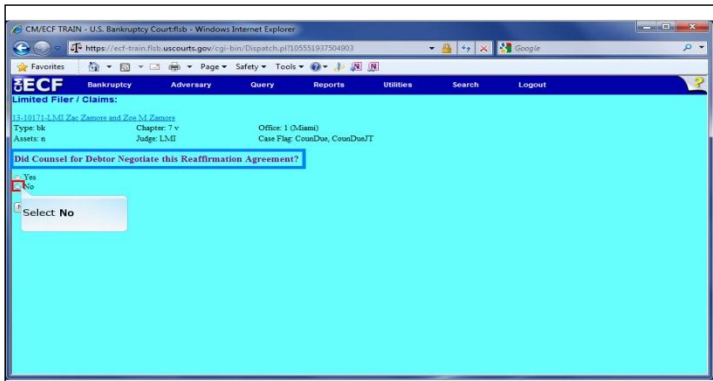 CM/ECF TRAIN - U.S. Bankruptcy Court:flsb - Windows Internet Explorer
https://ecf-train.flsb.uscourts.gov/cgi-bin/Dispatch.pl?105551937504903
Google
Favorites Page Safety Tools
ECF Bankruptcy Adversary Query Reports Utilities Search Logout ?
Limited Filer / Claims:
13-10171-LMI Zac Zamore and Zoe M Zamore
Type: bk Chapter: 7 v Office: 1 (Miami)
Assets: n Judge: LMI Case Flag: CounDue, CounDueJT
Did Counsel for Debtor Negotiate this Reaffirmation Agreement?
Yes
No
Select No